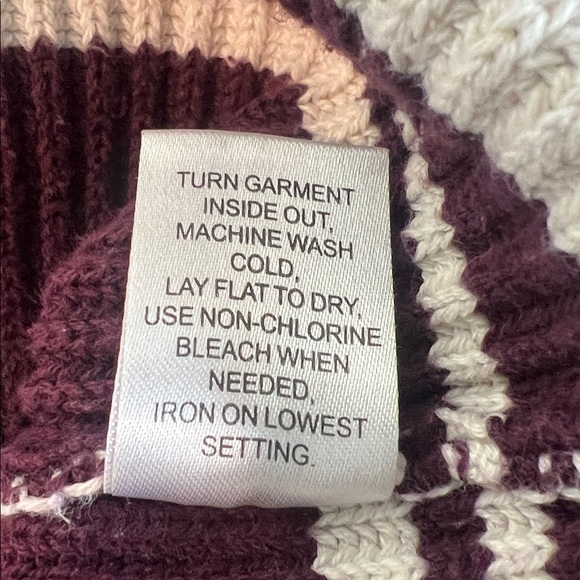 TURN GARMENT
INSIDE OUT,
MACHINE WASH
COLD,
LAY FLAT TO DRY,
USE NON-CHLORINE
BLEACH WHEN
NEEDED,
IRON ON LOWEST
SETTING.